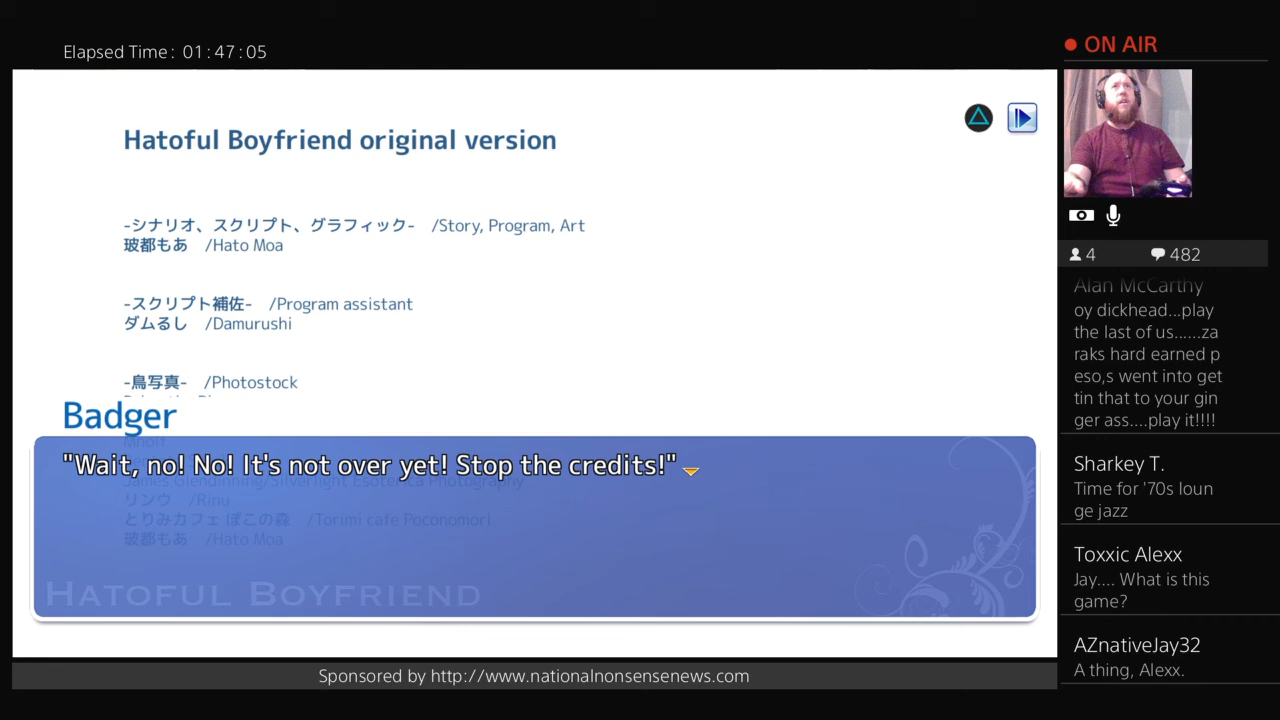 Elapsed Time: 01:47:05
ON AIR
Hatoful Boyfriend original version
-シナリオ、スクリプト、グラフィック- /Story, Program, Art
玻都もあ /Hato Moa
-スクリプト補佐- /Program assistant
ダムるし /Damurushi
-鳥写真- /Photostock
Badger
"Wait, no! No! It's not over yet! Stop the credits!"
James Glendinning/Silverlight Esoterica Photography
リンウ /Rinu
とりみカフェ ぽこの森 /Torimi cafe Poconomori
玻都もあ /Hato Moa
HATOFUL BOYFRIEND
4
482
Alan McCarthy
oy dickhead...play
the last of us......za
raks hard earned p
eso,s went into get
tin that to your gin
ger ass....play it!!!!
Sharkey T.
Time for '70s loun
ge jazz
Toxxic Alexx
Jay.... What is this
game?
AZnativeJay32
A thing, Alexx.
Sponsored by http://www.nationalnonsensenews.com